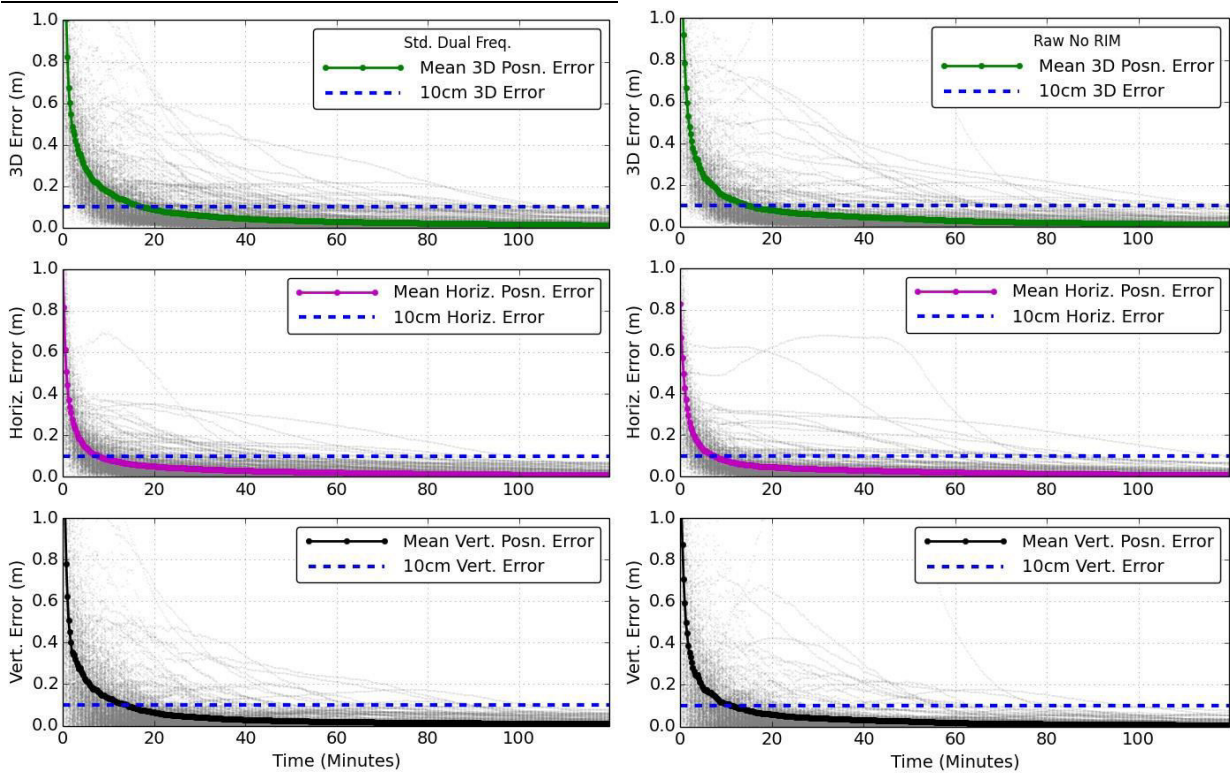 1.0
0.8
0.6
0.4
0.2
0.0
3D Error (m)
Std. Dual Freq.
Mean 3D Posn. Error
10cm 3D Error
0 20 40 60 80 100
1.0
0.8
0.6
0.4
0.2
0.0
Horiz. Error (m)
Mean Horiz. Posn. Error
10cm Horiz. Error
0 20 40 60 80 100
1.0
0.8
0.6
0.4
0.2
0.0
Vert. Error (m)
Mean Vert. Posn. Error
10cm Vert. Error
0 20 40 60 80 100
Time (Minutes)
1.0
0.8
0.6
0.4
0.2
0.0
3D Error (m)
Raw No RIM
Mean 3D Posn. Error
10cm 3D Error
0 20 40 60 80 100
1.0
0.8
0.6
0.4
0.2
0.0
Horiz. Error (m)
Mean Horiz. Posn. Error
10cm Horiz. Error
0 20 40 60 80 100
1.0
0.8
0.6
0.4
0.2
0.0
Vert. Error (m)
Mean Vert. Posn. Error
10cm Vert. Error
0 20 40 60 80 100
Time (Minutes)